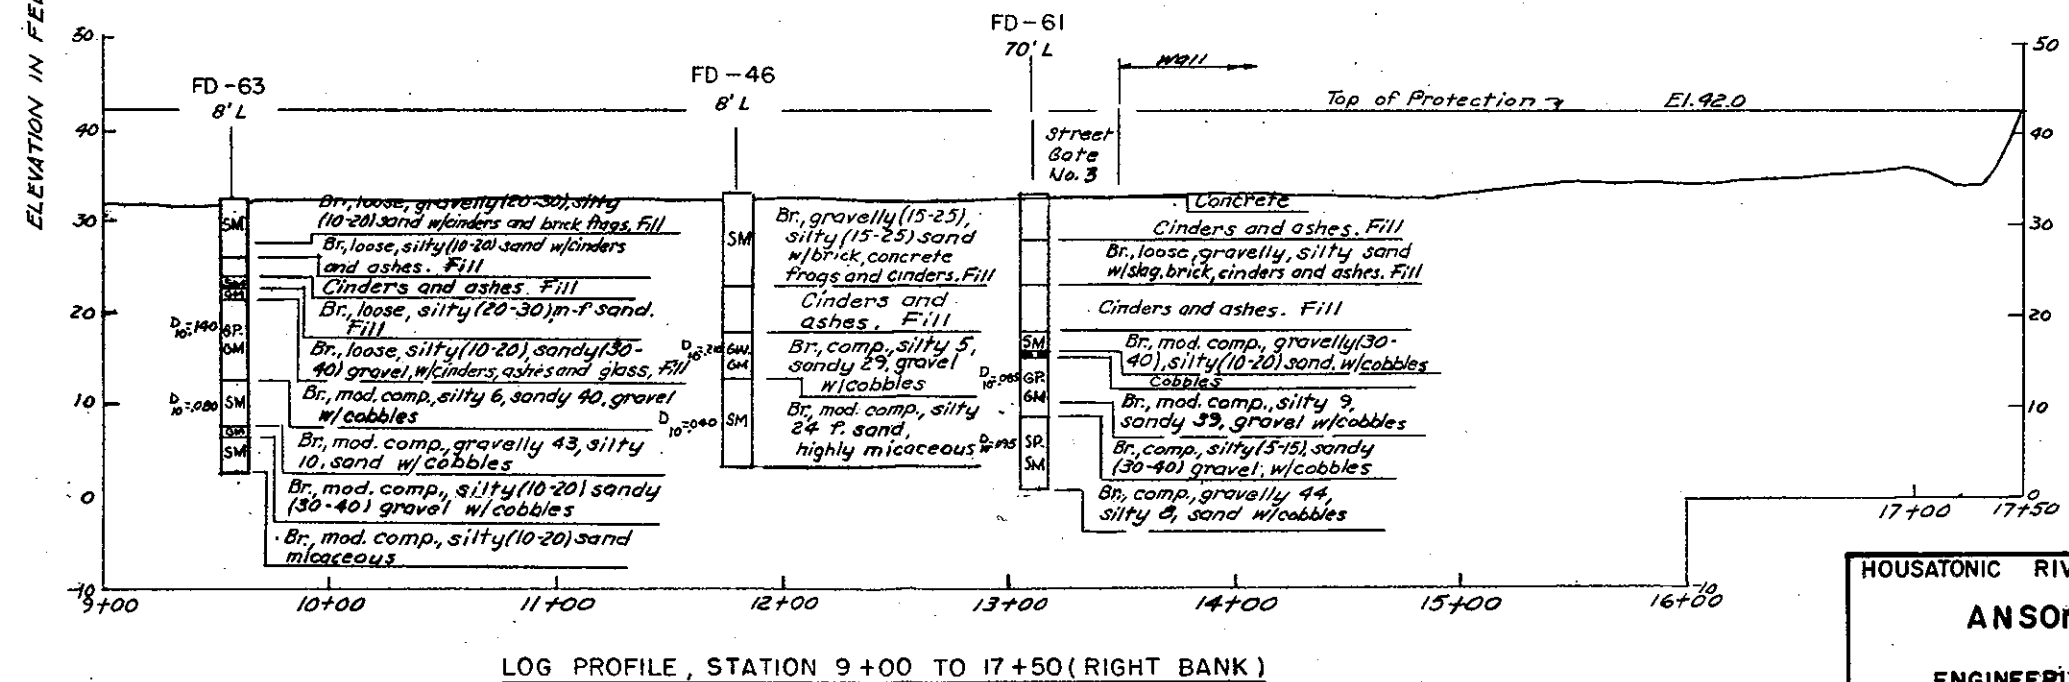 ELEVATION IN FEE
50
40
30
20
10
0
-10
FD-63
8' L
FD-46
8' L
FD-61
70' L
Wall
Top of Protection
El. 42.0
Street
Gate
No. 3
50
40
30
20
10
0
-10
SM
SM
GM
D10=.140
GP.
GM
D10=.080
SM
GM
SM
Br., loose, gravelly (20-30), silty
(10-20) sand w/cinders and brick frags, Fill
Br., loose, silty (10-20) sand w/cinders
and ashes. Fill
Cinders and ashes. Fill
Br., loose, silty (20-30) m-f sand.
Fill
Br., loose, silty (10-20), sandy (30-
40) gravel, w/cinders, ashes and glass, Fill
Br., mod. comp., silty 6, sandy 40, gravel
w/cobbles
Br., mod. comp., gravelly 43, silty
10, sand w/cobbles
Br., mod. comp., silty (10-20) sandy
(30-40) gravel w/cobbles
Br., mod. comp., silty (10-20) sand
micaceous
SM
GW.
GM
D10=.040
SM
Br., gravelly (15-25),
silty (15-25) sand
w/brick, concrete
frags and cinders. Fill
Cinders and
ashes. Fill
Br., comp., silty 5,
sandy 29, gravel
w/cobbles
Br., mod. comp., silty
24 f. sand,
highly micaceous
SM
GP.
GM
SP.
SM
Concrete
Cinders and ashes. Fill
Br., loose, gravelly, silty sand
w/slag, brick, cinders and ashes. Fill
Cinders and ashes. Fill
Br., mod. comp., gravelly (30-
40), silty (10-20) sand. w/cobbles
Cobbles
Br., mod. comp., silty 9,
sandy 39, gravel w/cobbles
Br., comp., silty (5-15), sandy
(30-40) gravel, w/cobbles
Br., comp., gravelly 44,
silty 8, sand w/cobbles
9+00
10+00
11+00
12+00
13+00
14+00
15+00
16+00
17+00
17+50
LOG PROFILE, STATION 9+00 TO 17+50 (RIGHT BANK)
HOUSATONIC RIV
ANSON
ENGINEERI